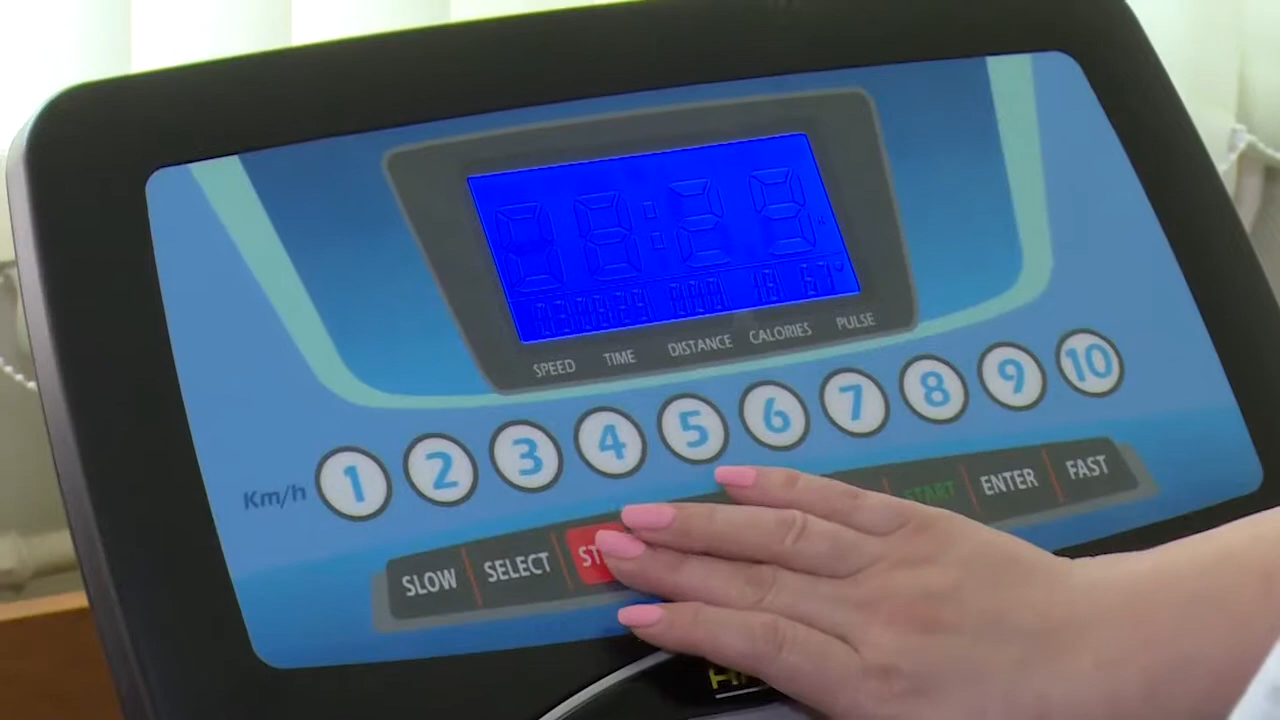 SPEED TIME DISTANCE CALORIES PULSE
Km/h 1 2 3 4 5 6 7 8 9 10
SLOW SELECT START ENTER FAST